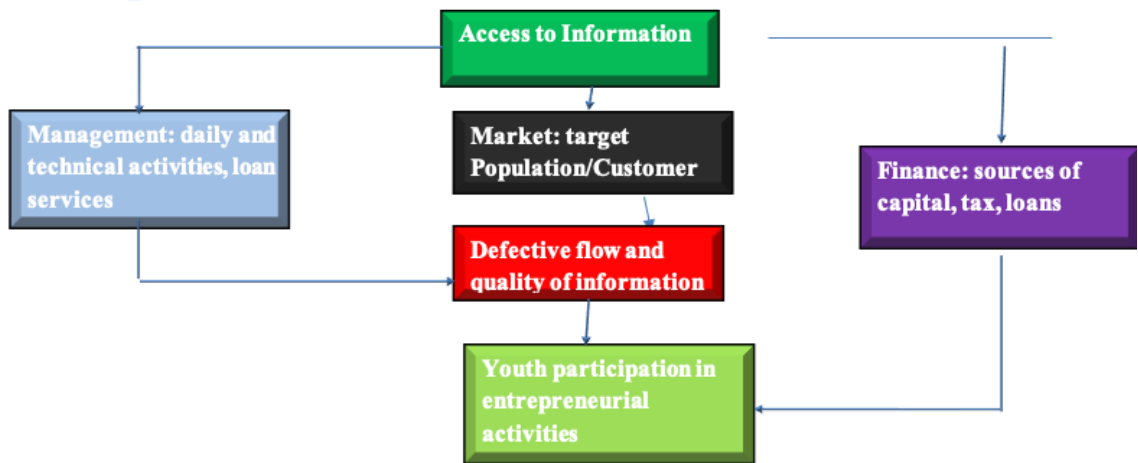 Access to Information
Management: daily and
technical activities, loan
services
Market: target
Population/Customer
Finance: sources of
capital, tax, loans
Defective flow and
quality of information
Youth participation in
entrepreneurial
activities